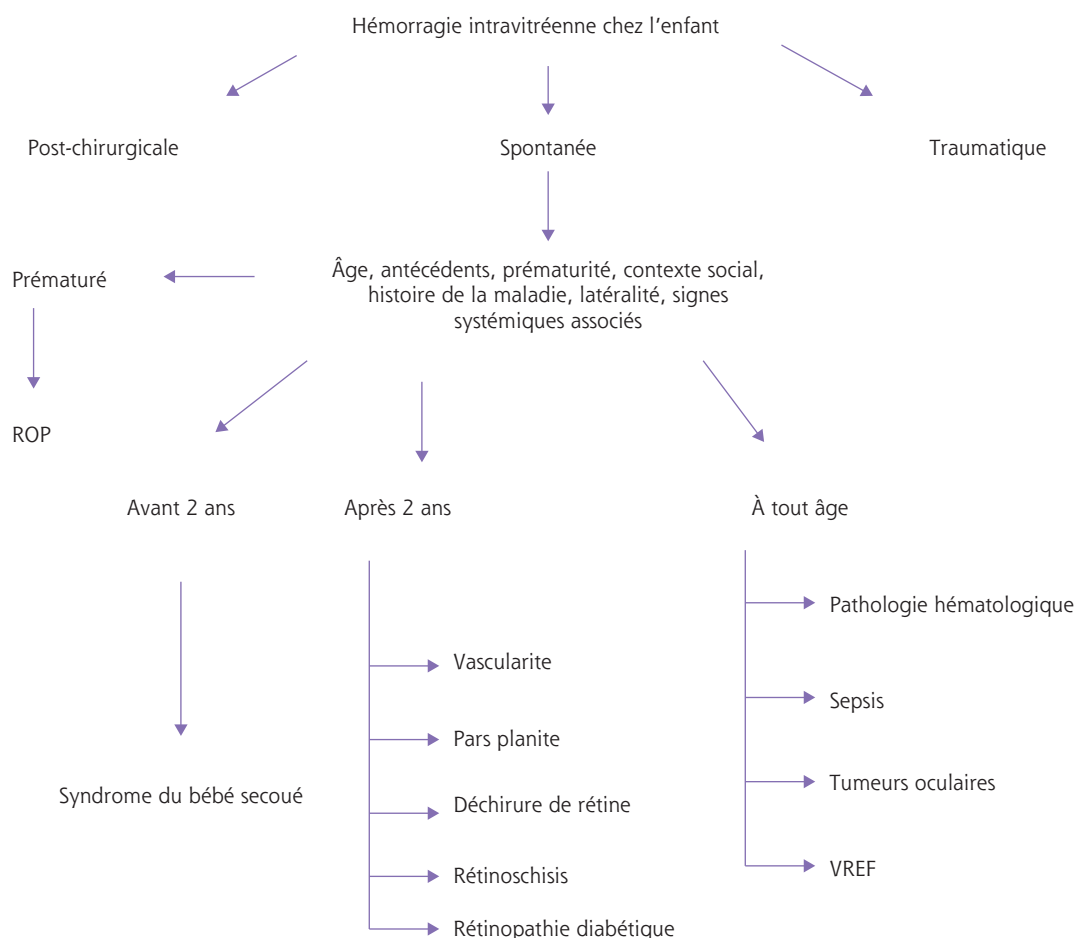 Hémorragie intravitréenne chez l'enfant
Post-chirurgicale
Spontanée
Traumatique
Prématuré
Âge, antécédents, prématurité, contexte social,
histoire de la maladie, latéralité, signes
systémiques associés
ROP
Avant 2 ans
Après 2 ans
À tout âge
Syndrome du bébé secoué
Vascularite
Pars planite
Déchirure de rétine
Rétinoschisis
Rétinopathie diabétique
Pathologie hématologique
Sepsis
Tumeurs oculaires
VREF